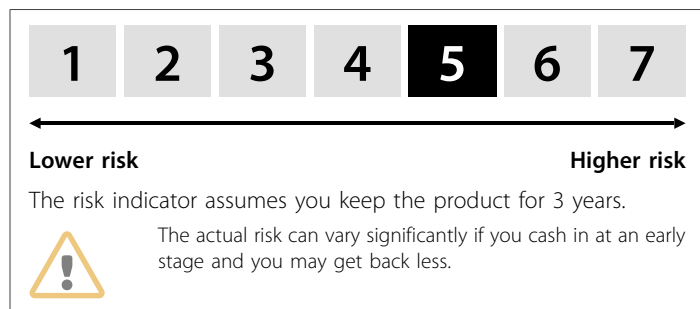 1 2 3 4 5 6 7
Lower risk Higher risk
The risk indicator assumes you keep the product for 3 years.
The actual risk can vary significantly if you cash in at an early
stage and you may get back less.